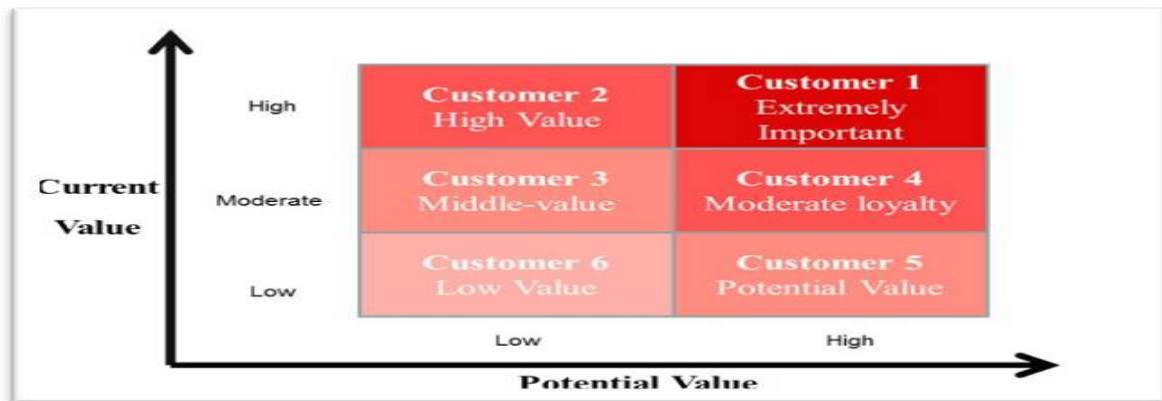 High
Customer 2
High Value
Customer 1
Extremely
Important
Current
Value
Moderate
Customer 3
Middle-value
Customer 4
Moderate loyalty
Low
Customer 6
Low Value
Customer 5
Potential Value
Low
High
Potential Value